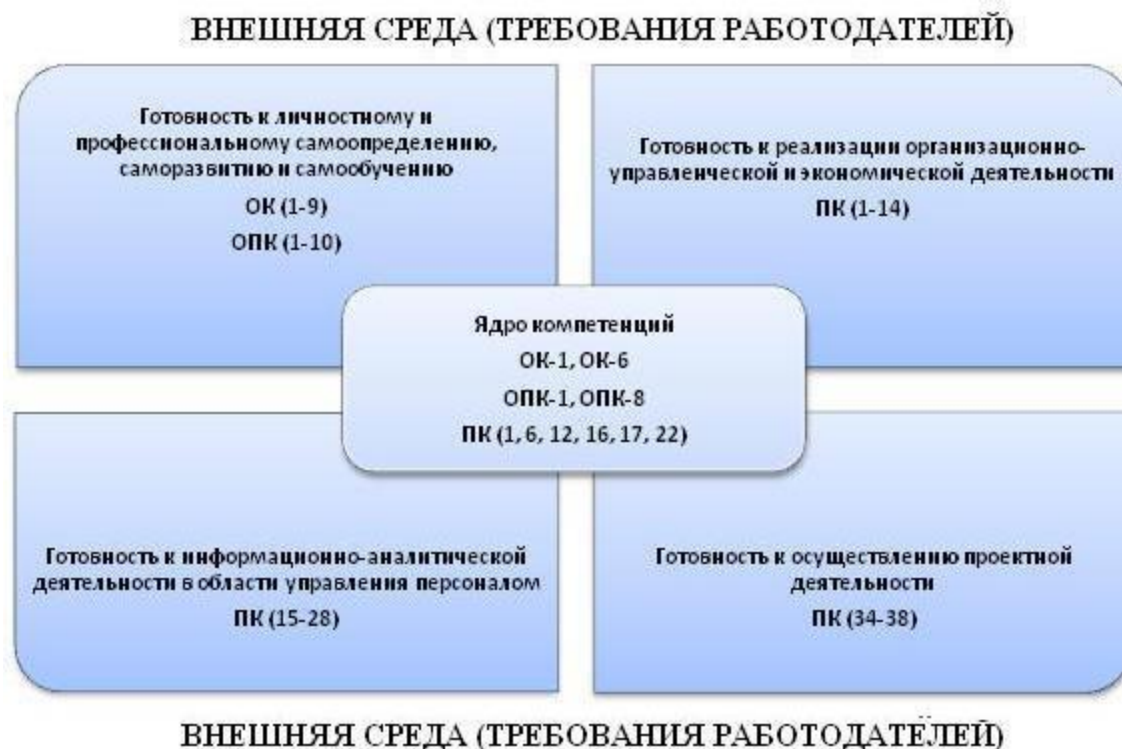 ВНЕШНЯЯ СРЕДА (ТРЕБОВАНИЯ РАБОТОДАТЕЛЕЙ)
Готовность к личностному и
профессиональному самоопределению,
саморазвитию и самообучению
ОК (1-9)
ОПК (1-10)
Готовность к реализации организационно-
управленческой и экономической деятельности
ПК (1-14)
Ядро компетенций
ОК-1, ОК-6
ОПК-1, ОПК-8
ПК (1, 6, 12, 16, 17, 22)
Готовность к информационно-аналитической
деятельности в области управления персоналом
ПК (15-28)
Готовность к осуществлению проектной
деятельности
ПК (34-38)
ВНЕШНЯЯ СРЕДА (ТРЕБОВАНИЯ РАБОТОДАТЕЛЕЙ)